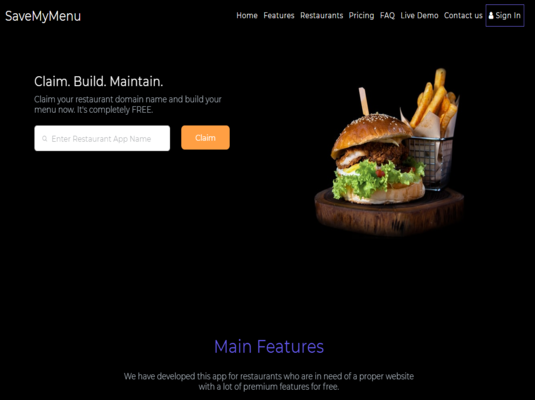 SaveMyMenu
Home Features Restaurants Pricing FAQ Live Demo Contact us Sign In
Claim. Build. Maintain.
Claim your restaurant domain name and build your
menu now. It's completely FREE.
Enter Restaurant App Name
Claim
Main Features
We have developed this app for restaurants who are in need of a proper website
with a lot of premium features for free.